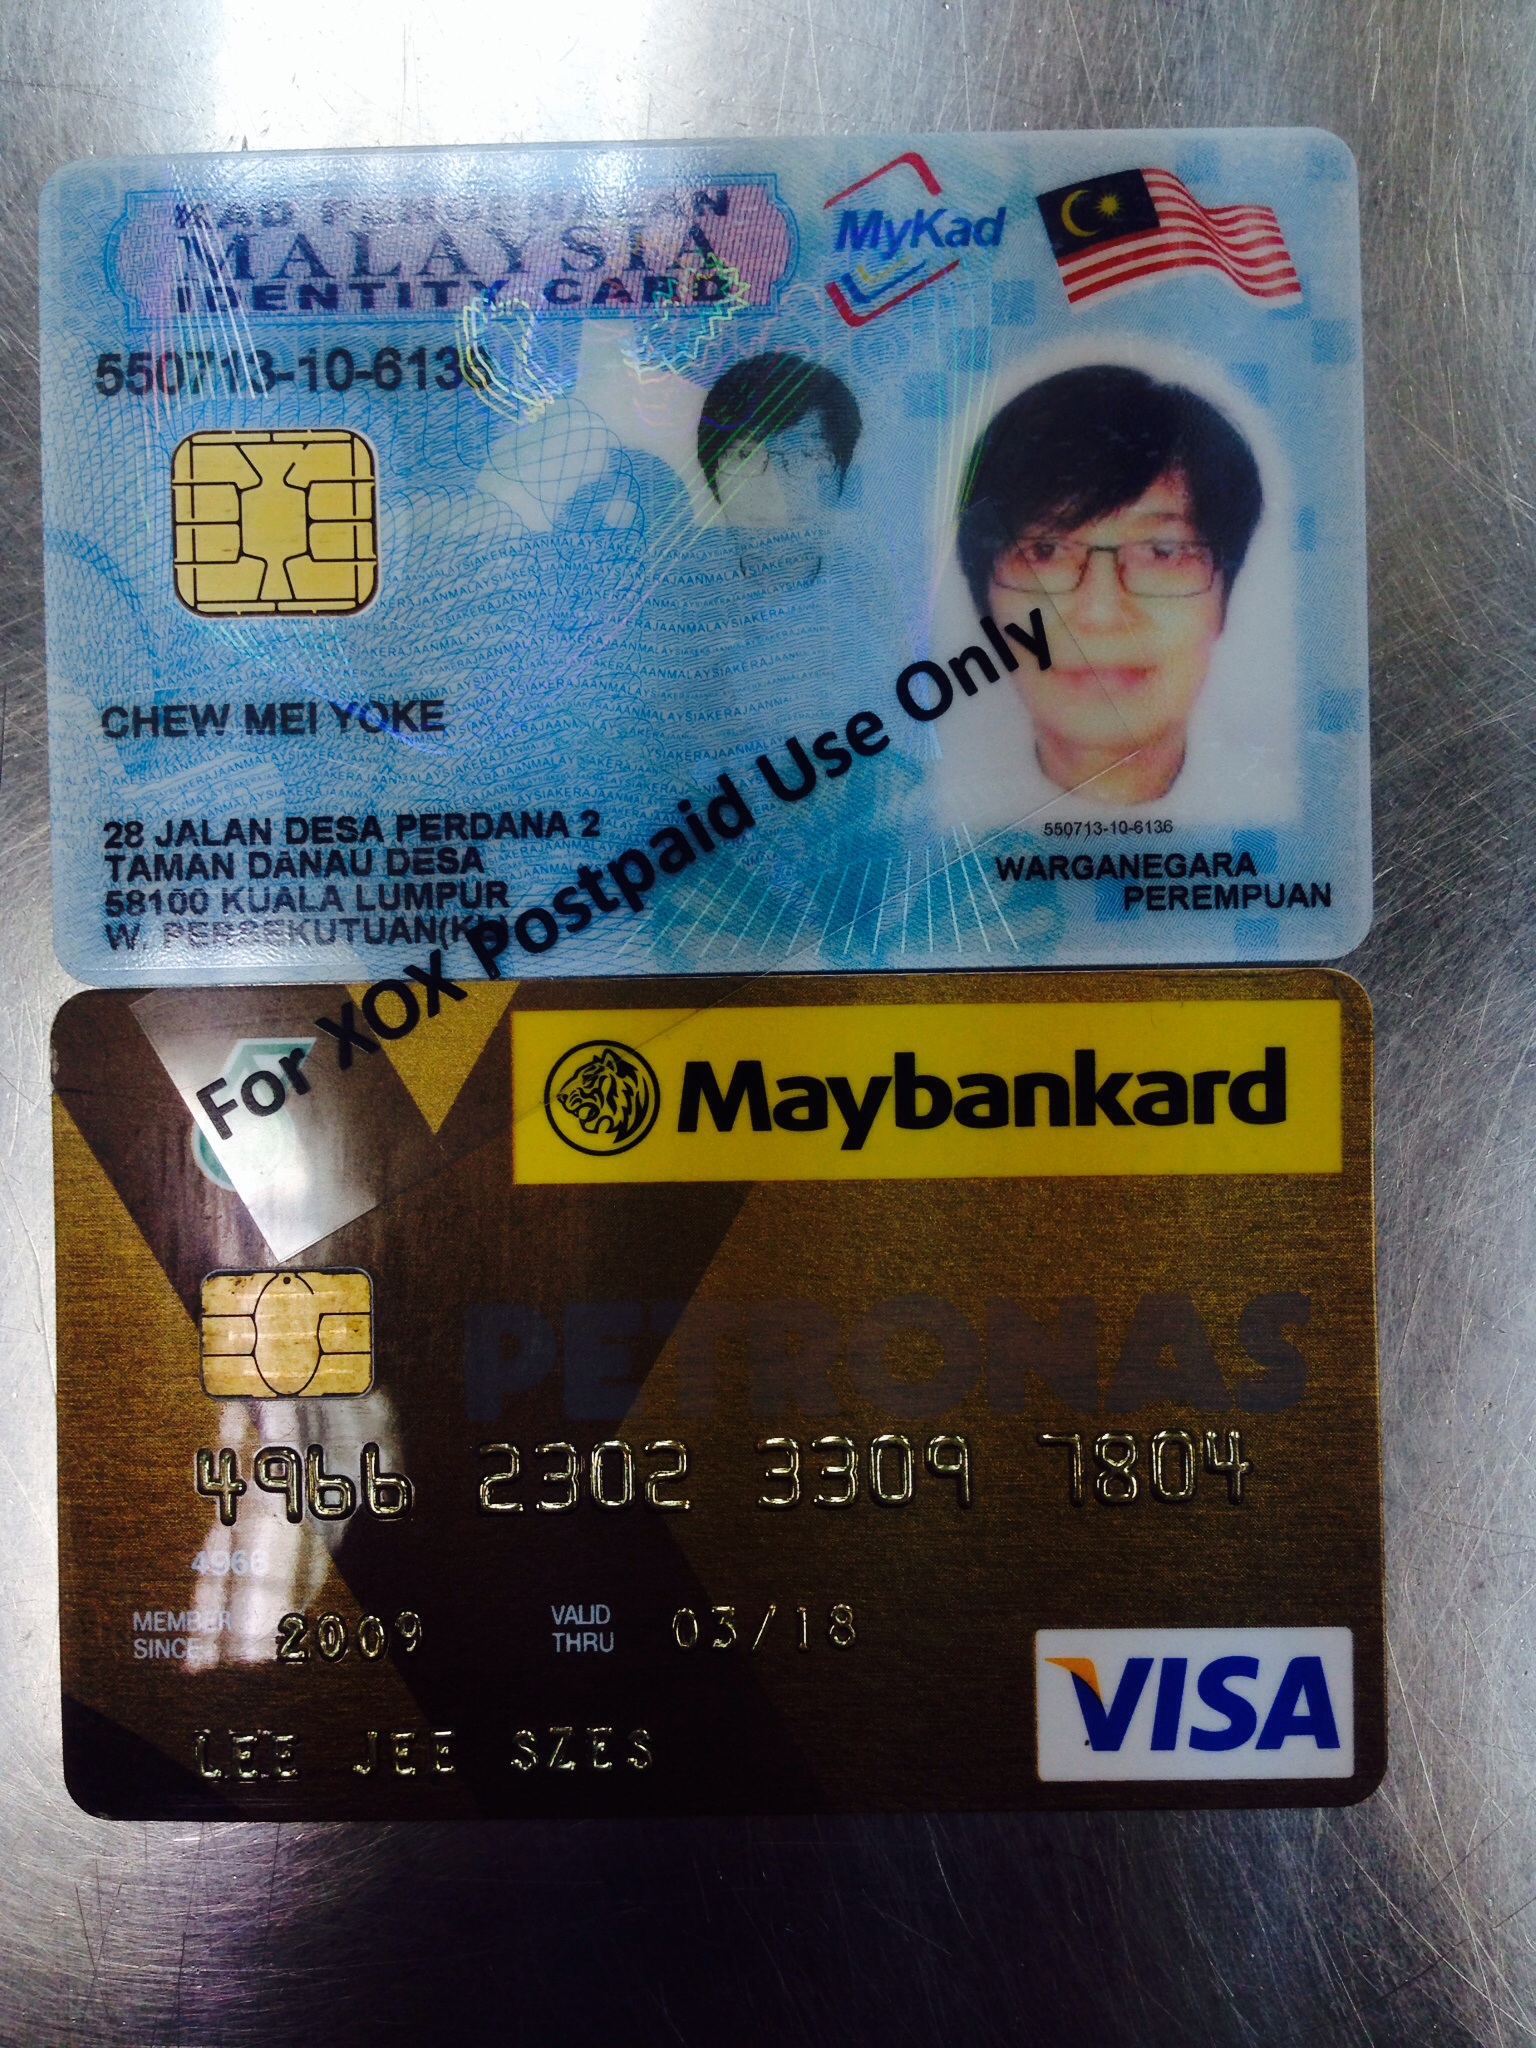 KAD PENGENALAN
MALAYSIA
IDENTITY CARD
MyKad
550713-10-6136
CHEW MEI YOKE
28 JALAN DESA PERDANA 2
TAMAN DANAU DESA
58100 KUALA LUMPUR
W. PERSEKUTUAN(KL)
550713-10-6136
WARGANEGARA
PEREMPUAN
For XOX Postpaid Use Only
Maybankard
PETRONAS
4966 2302 3309 7804
4966
MEMBER SINCE 2009 VALID THRU 03/18
LEE JEE SZES
VISA